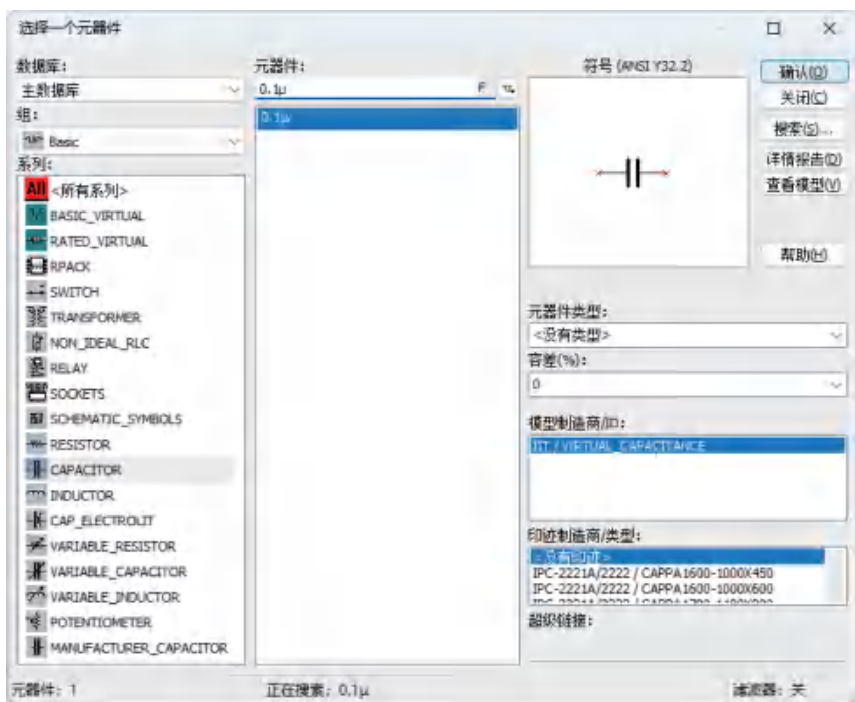 选择一个元器件
数据库：
主数据库
组：
Basic
系列：
All <所有系列>
BASIC_VIRTUAL
RATED_VIRTUAL
RPACK
SWITCH
TRANSFORMER
NON_IDEAL_RLC
RELAY
SOCKETS
SCHEMATIC_SYMBOLS
RESISTOR
CAPACITOR
INDUCTOR
CAP_ELECTROLIT
VARIABLE_RESISTOR
VARIABLE_CAPACITOR
VARIABLE_INDUCTOR
POTENTIOMETER
MANUFACTURER_CAPACITOR
元器件：
0.1μ F
0.1μ
符号 (ANSI Y32.2)
确认(O)
关闭(C)
搜索(S)...
详情报告(D)
查看模型(V)
帮助(H)
元器件类型：
<没有类型>
容差(%)：
0
模型制造商/ID：
IIT / VIRTUAL_CAPACITANCE
印迹制造商/类型：
<没有印迹>
IPC-2221A/2222 / CAPPA1600-1000X450
IPC-2221A/2222 / CAPPA1600-1000X600
超级链接：
元器件：1
正在搜索：0.1μ
滤波器：关